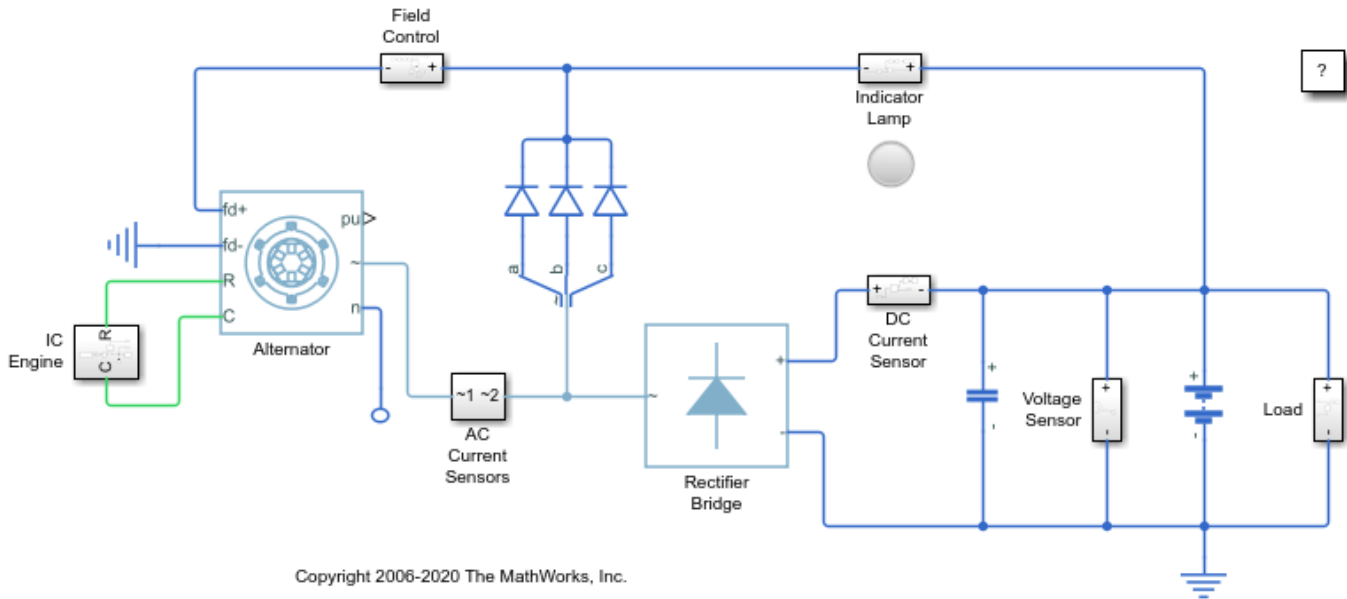 Field
Control
- +
- +
?
Indicator
Lamp
fd+
pu
fd-
~
a
b
c
~
R
n
C
IC
Engine
R
C
Alternator
+ -
DC
Current
Sensor
~1 ~2
AC
Current
Sensors
~
+
-
Rectifier
Bridge
+
-
Voltage
Sensor
+
-
+
-
Load
+
-
Copyright 2006-2020 The MathWorks, Inc.